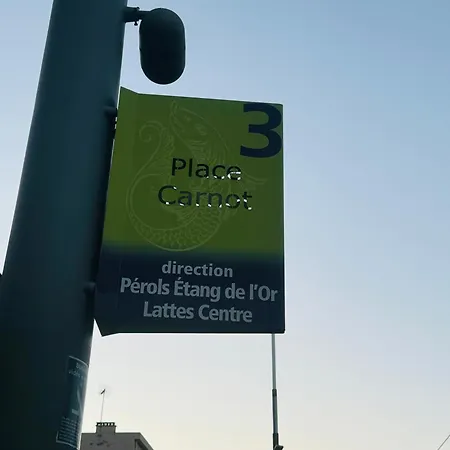 3
Place
Carnot
direction
Pérols Étang de l'Or
Lattes Centre